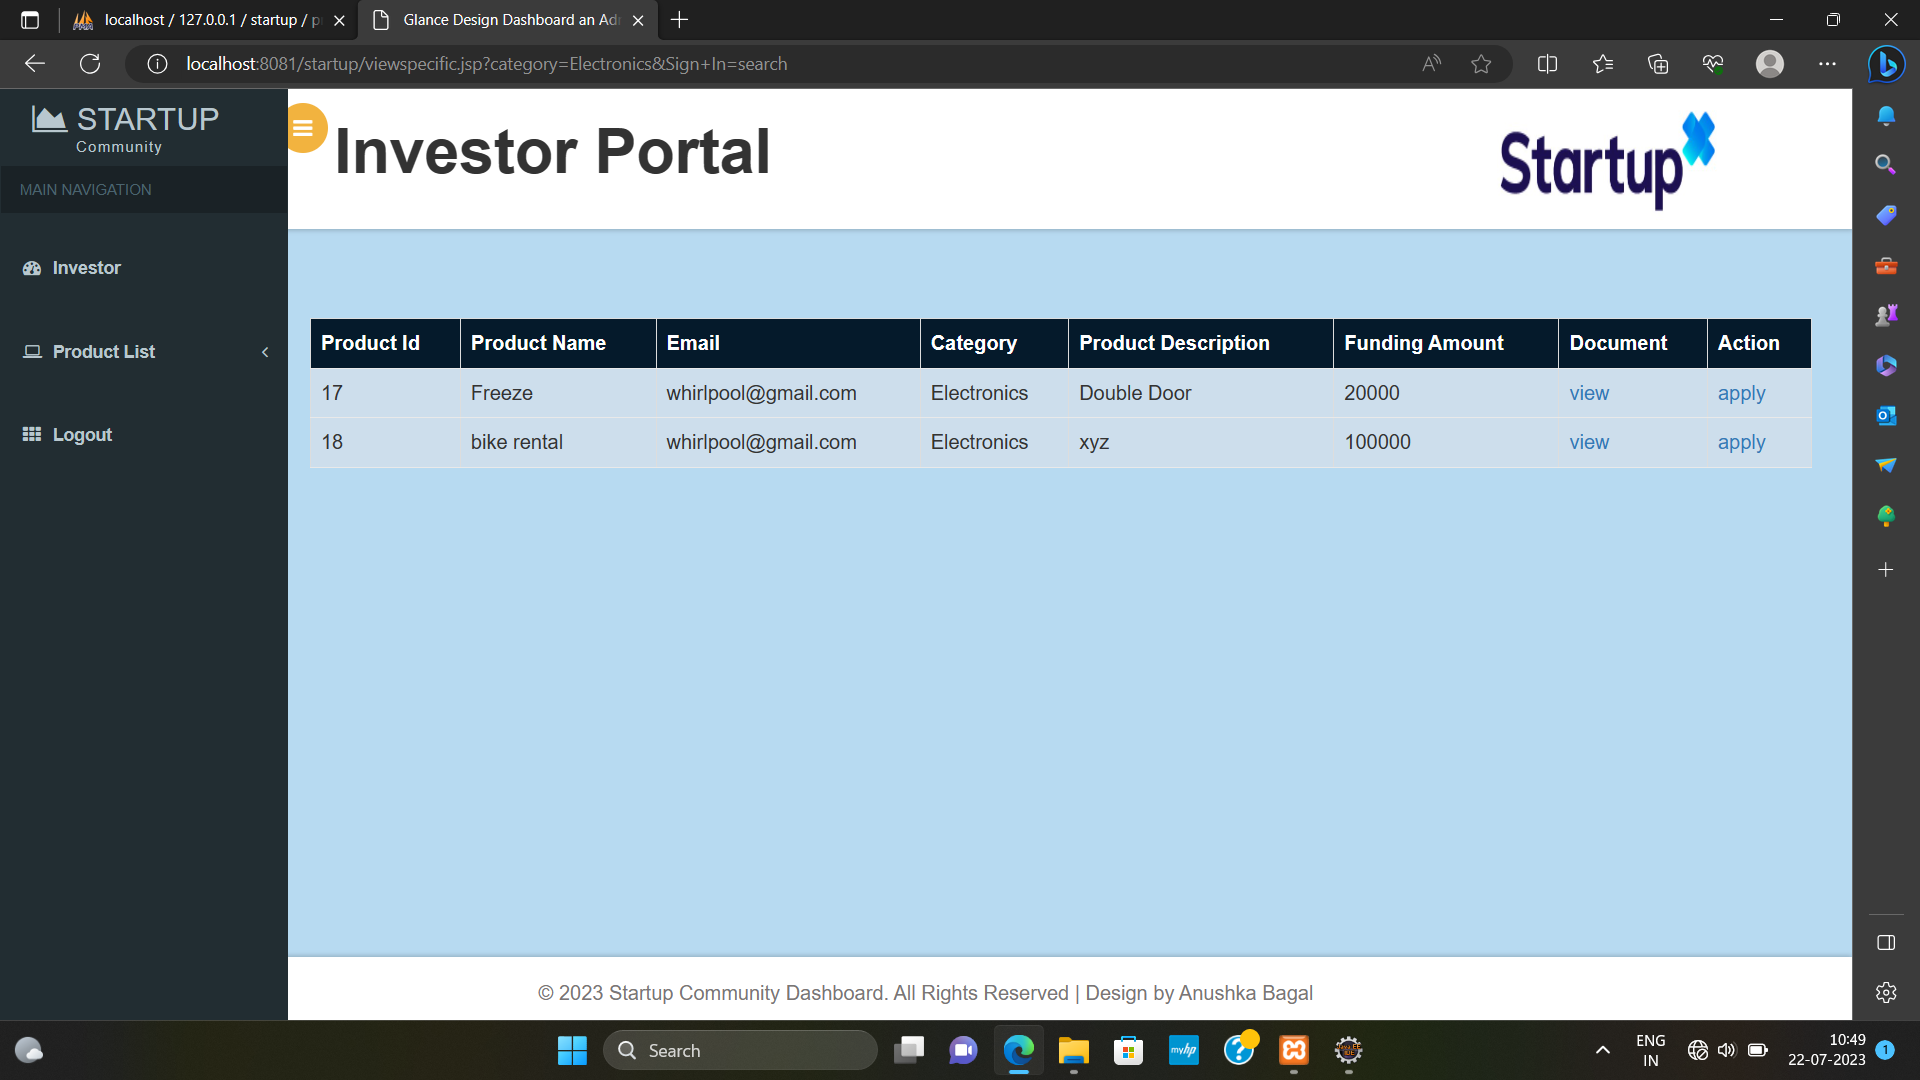 localhost / 127.0.0.1 / startup / p
Glance Design Dashboard an Ad
localhost:8081/startup/viewspecific.jsp?category=Electronics&Sign+In=search
STARTUP
Community
MAIN NAVIGATION
Investor
Product List
Logout
Investor Portal
Startup
Product Id Product Name Email Category Product Description Funding Amount Document Action
17 Freeze whirlpool@gmail.com Electronics Double Door 20000 view apply
18 bike rental whirlpool@gmail.com Electronics xyz 100000 view apply
© 2023 Startup Community Dashboard. All Rights Reserved | Design by Anushka Bagal
Search
myhp
ENG
IN
10:49
22-07-2023
1